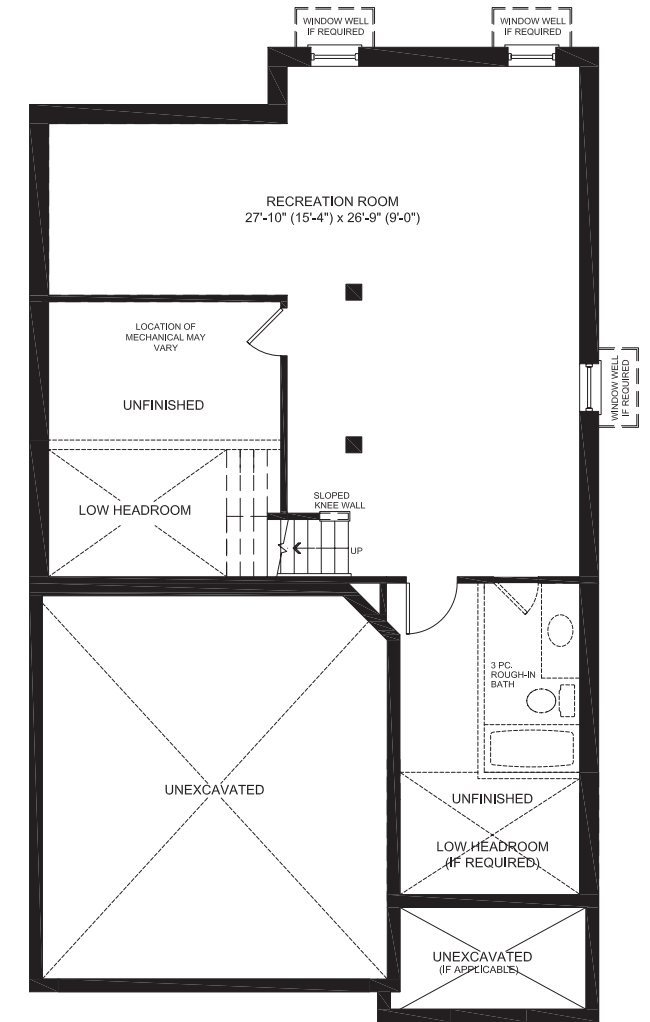 WINDOW WELL
IF REQUIRED
WINDOW WELL
IF REQUIRED
RECREATION ROOM
27'-10" (15'-4") x 26'-9" (9'-0")
LOCATION OF
MECHANICAL MAY
VARY
UNFINISHED
WINDOW WELL
IF REQUIRED
LOW HEADROOM
SLOPED
KNEE WALL
UP
3 PC.
ROUGH-IN
BATH
UNEXCAVATED
UNFINISHED
LOW HEADROOM
(IF REQUIRED)
UNEXCAVATED
(IF APPLICABLE)